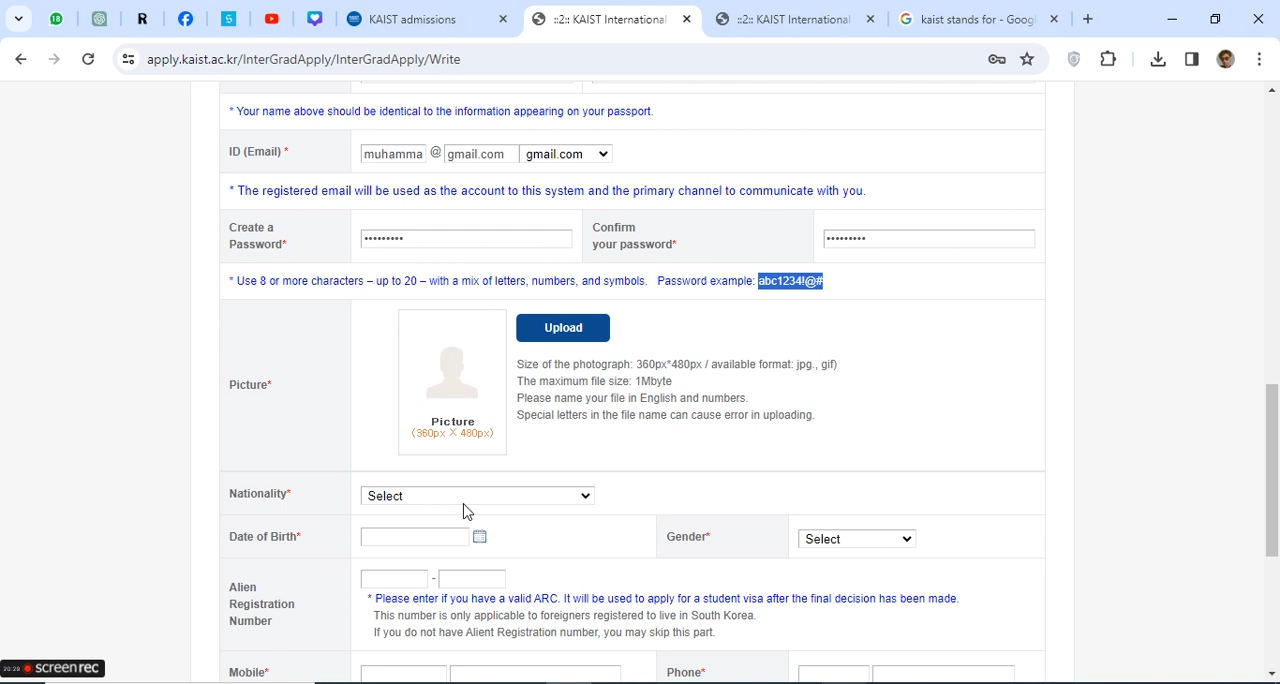 KAIST admissions
::2:: KAIST International
::2:: KAIST International
kaist stands for - Goog
apply.kaist.ac.kr/InterGradApply/InterGradApply/Write
* Your name above should be identical to the information appearing on your passport.
ID (Email) *
muhamma @ gmail.com gmail.com
* The registered email will be used as the account to this system and the primary channel to communicate with you.
Create a
Password*
•••••••••
Confirm
your password*
•••••••••
* Use 8 or more characters – up to 20 – with a mix of letters, numbers, and symbols. Password example: abc1234!@#
Picture*
Picture
(360px X 480px)
Upload
Size of the photograph: 360px*480px / available format: jpg., gif)
The maximum file size: 1Mbyte
Please name your file in English and numbers.
Special letters in the file name can cause error in uploading.
Nationality*
Select
Date of Birth*
Gender*
Select
Alien
Registration
Number
-
* Please enter if you have a valid ARC. It will be used to apply for a student visa after the final decision has been made.
This number is only applicable to foreigners registered to live in South Korea.
If you do not have Alient Registration number, you may skip this part.
Mobile*
Phone*
screenrec